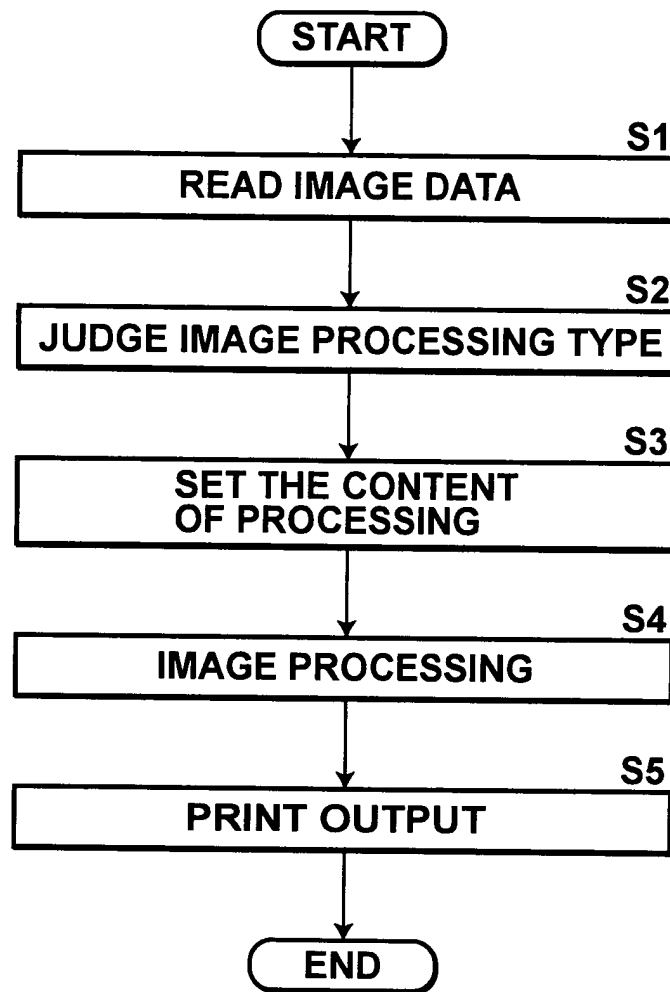 START
S1
READ IMAGE DATA
S2
JUDGE IMAGE PROCESSING TYPE
S3
SET THE CONTENT
OF PROCESSING
S4
IMAGE PROCESSING
S5
PRINT OUTPUT
END